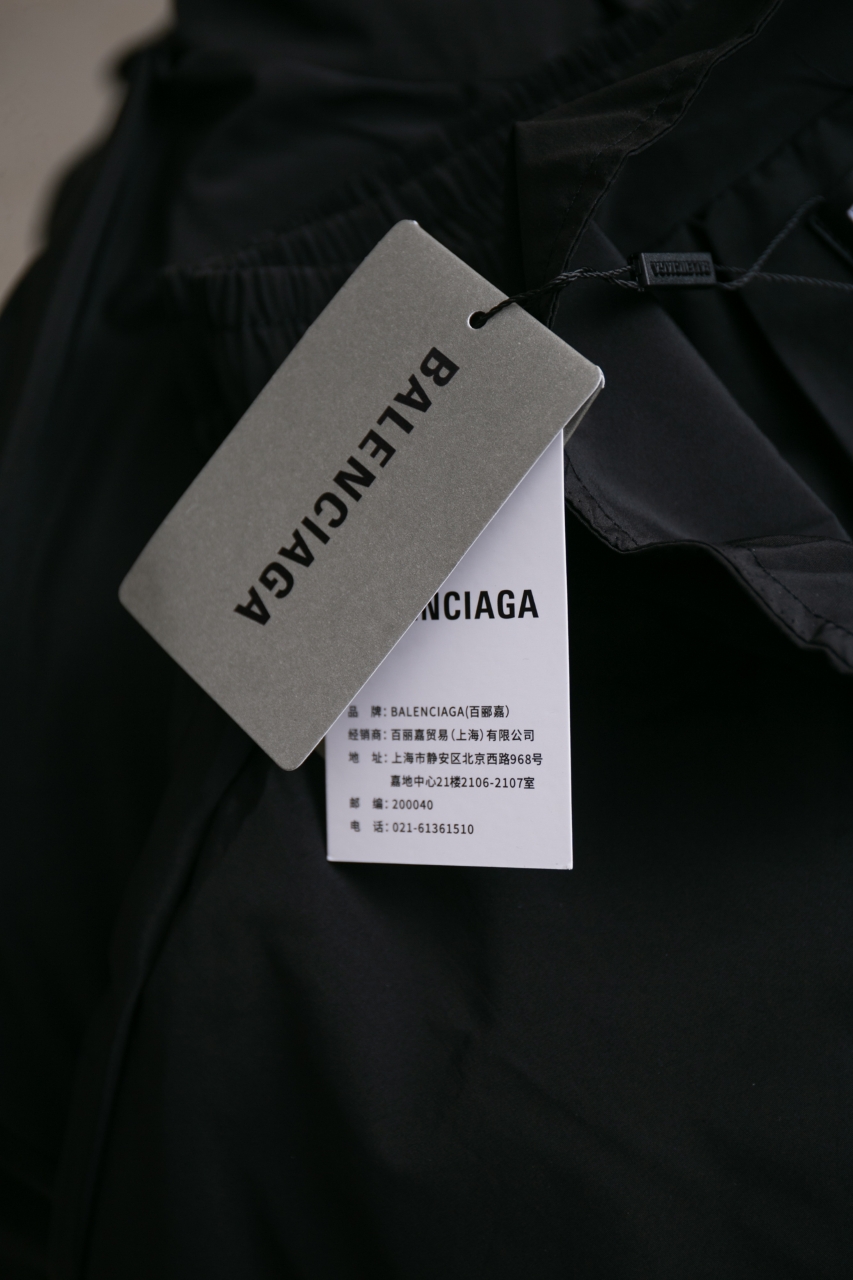 BALENCIAGA
NCIAGA
品 牌: BALENCIAGA(百郦嘉)
经销商: 百丽嘉贸易(上海)有限公司
地 址: 上海市静安区北京西路968号
嘉地中心21楼2106-2107室
邮 编: 200040
电 话: 021-61361510